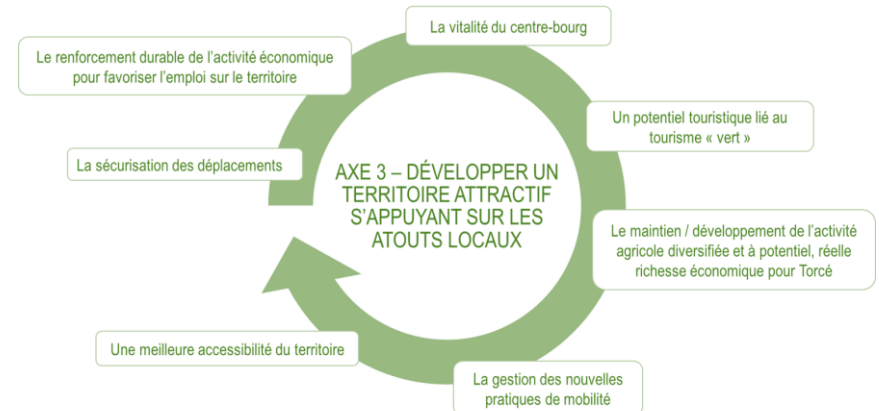 La vitalité du centre-bourg
Le renforcement durable de l'activité économique
pour favoriser l'emploi sur le territoire
Un potentiel touristique lié au
tourisme « vert »
La sécurisation des déplacements
AXE 3 – DÉVELOPPER UN
TERRITOIRE ATTRACTIF
S'APPUYANT SUR LES
ATOUTS LOCAUX
Le maintien / développement de l'activité
agricole diversifiée et à potentiel, réelle
richesse économique pour Torcé
Une meilleure accessibilité du territoire
La gestion des nouvelles
pratiques de mobilité